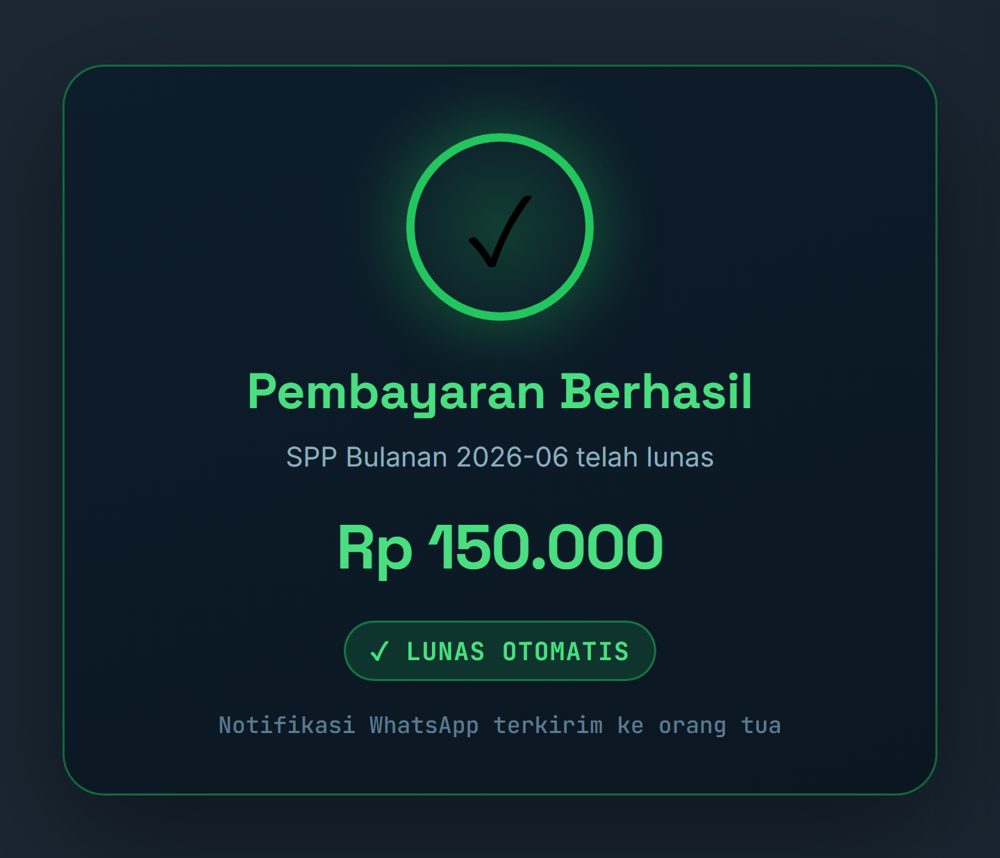 ✓
Pembayaran Berhasil
SPP Bulanan 2026-06 telah lunas
Rp 150.000
✓ LUNAS OTOMATIS
Notifikasi WhatsApp terkirim ke orang tua